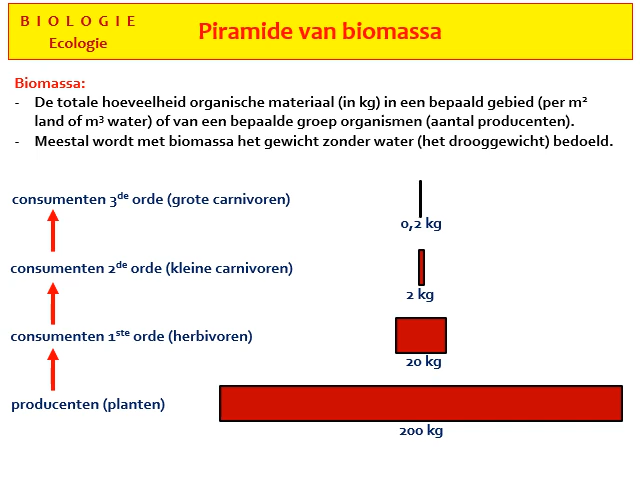 B I O L O G I E
Ecologie
Piramide van biomassa
Biomassa:
- De totale hoeveelheid organische materiaal (in kg) in een bepaald gebied (per m²
land of m³ water) of van een bepaalde groep organismen (aantal producenten).
- Meestal wordt met biomassa het gewicht zonder water (het drooggewicht) bedoeld.
consumenten 3de orde (grote carnivoren)
0,2 kg
consumenten 2de orde (kleine carnivoren)
2 kg
consumenten 1ste orde (herbivoren)
20 kg
producenten (planten)
200 kg